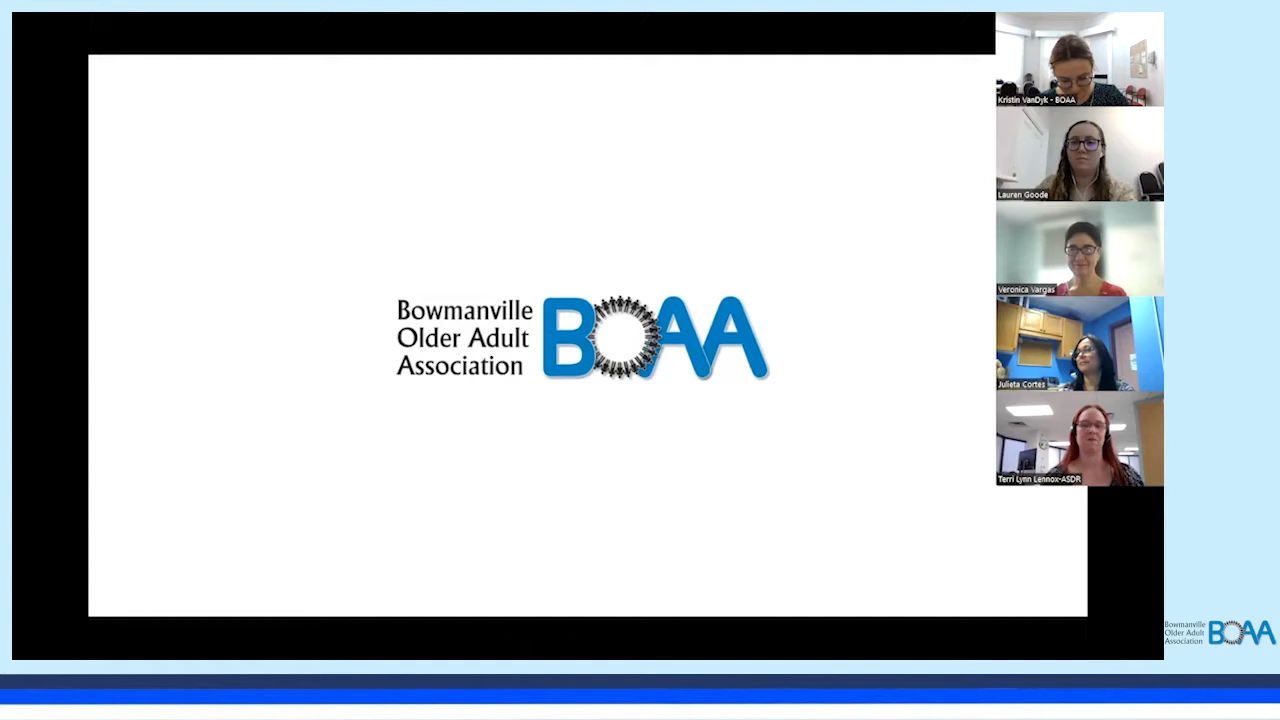 Bowmanville
Older Adult
Association
BOAA
Kristin VanDyk - BOAA
Lauren Goode
Veronica Vargas
Julieta Cortes
Terri Lynn Lennox-ASDR
Bowmanville
Older Adult
Association
BOAA